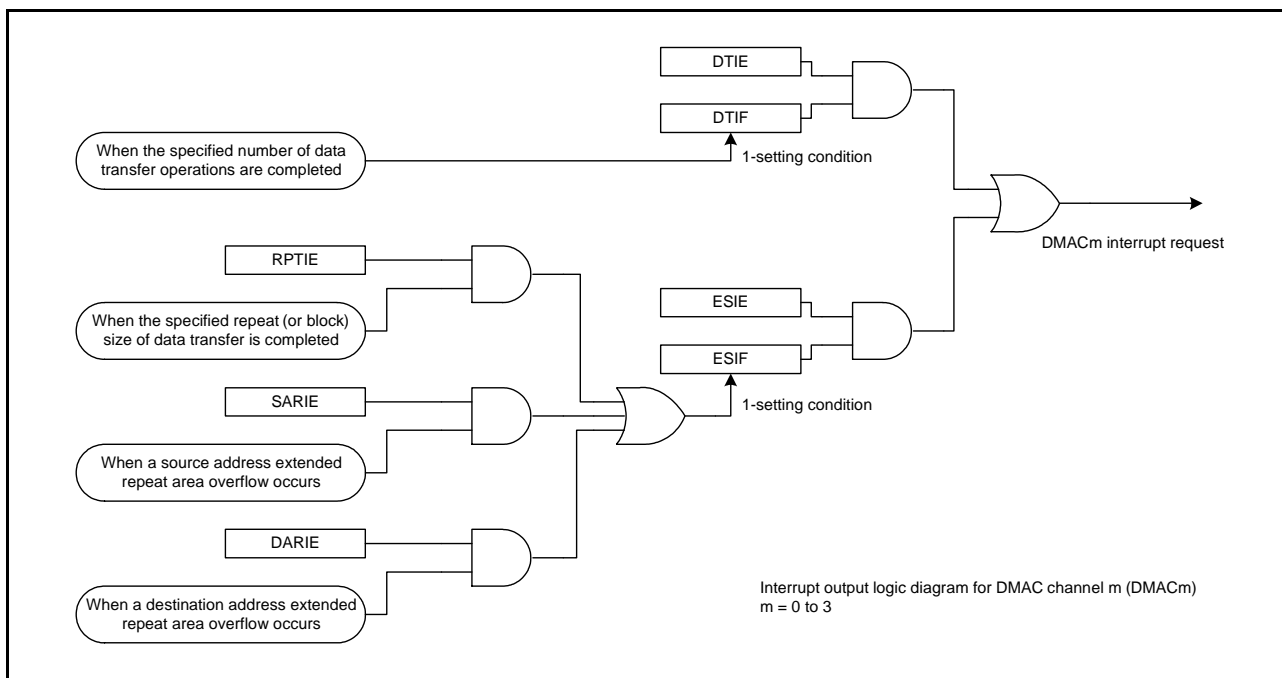 DTIE
DTIF
When the specified number of data
transfer operations are completed
1-setting condition
DMACm interrupt request
RPTIE
When the specified repeat (or block)
size of data transfer is completed
ESIE
ESIF
1-setting condition
SARIE
When a source address extended
repeat area overflow occurs
DARIE
When a destination address extended
repeat area overflow occurs
Interrupt output logic diagram for DMAC channel m (DMACm)
m = 0 to 3